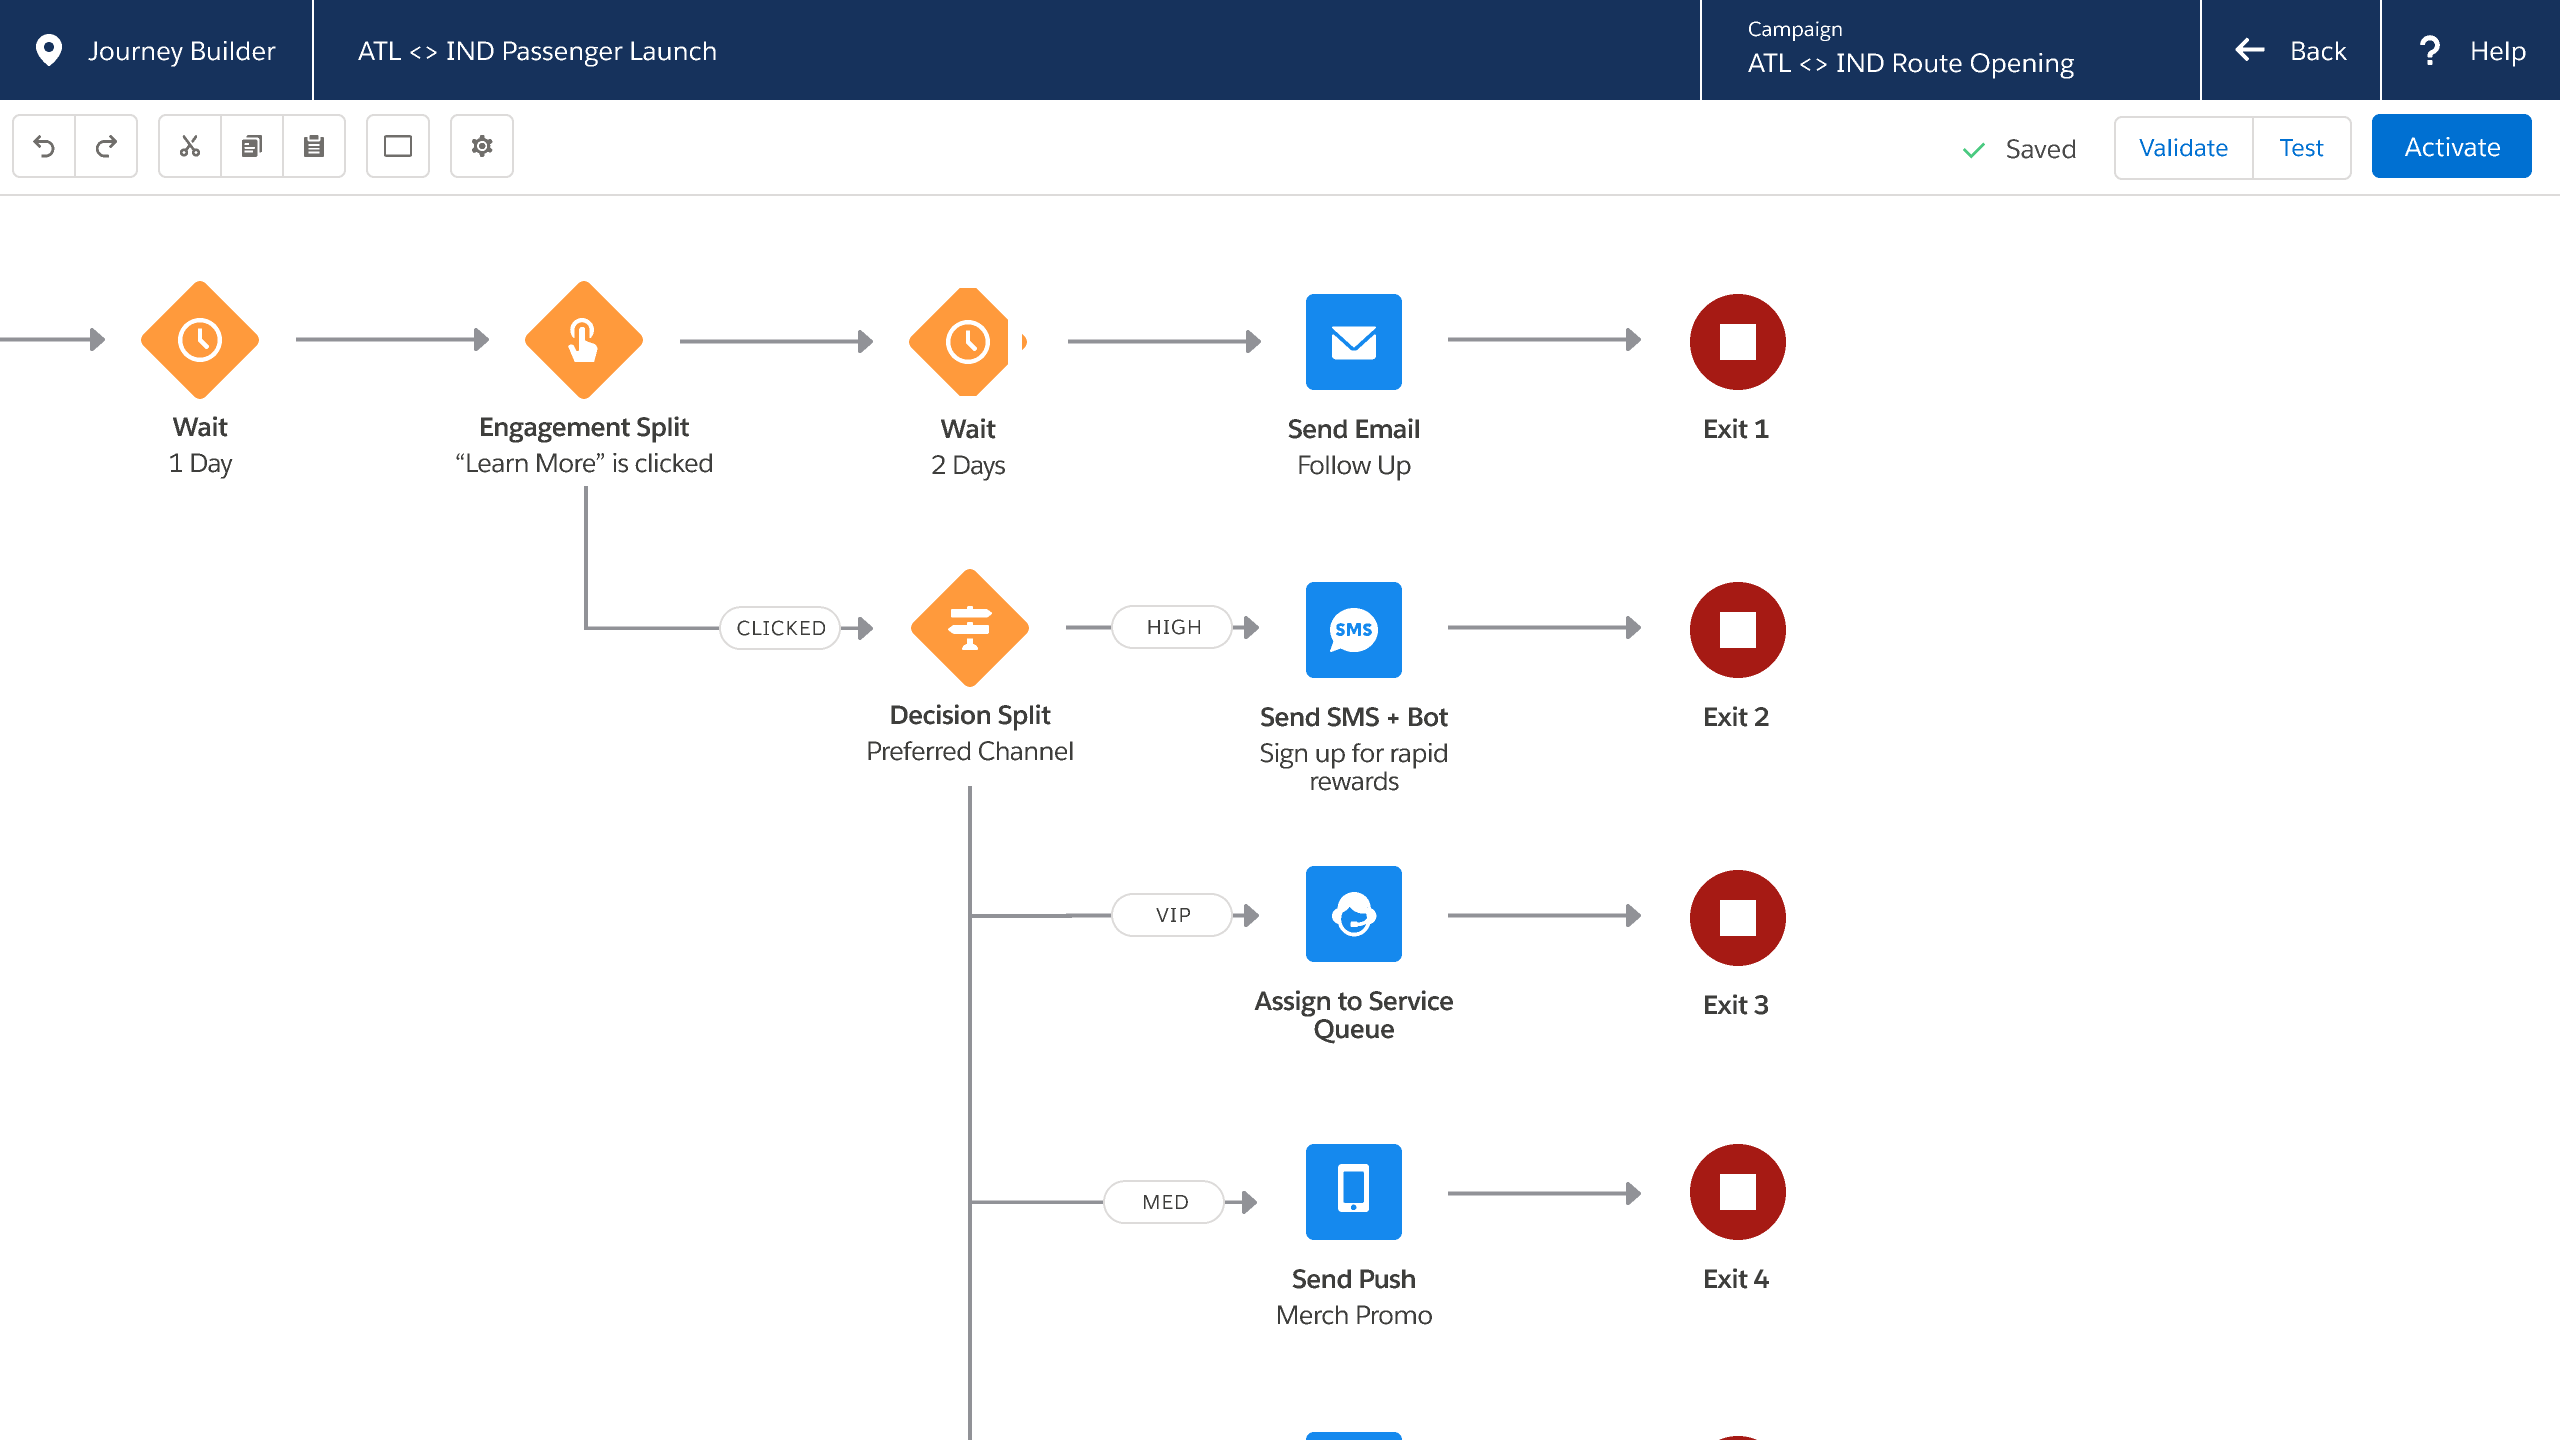 Journey Builder
ATL <> IND Passenger Launch
Campaign
ATL <> IND Route Opening
Back
Help
Saved
Validate
Test
Activate
Wait
1 Day
Engagement Split
“Learn More” is clicked
Wait
2 Days
Send Email
Follow Up
Exit 1
CLICKED
Decision Split
Preferred Channel
HIGH
SMS
Send SMS + Bot
Sign up for rapid
rewards
Exit 2
VIP
Assign to Service
Queue
Exit 3
MED
Send Push
Merch Promo
Exit 4